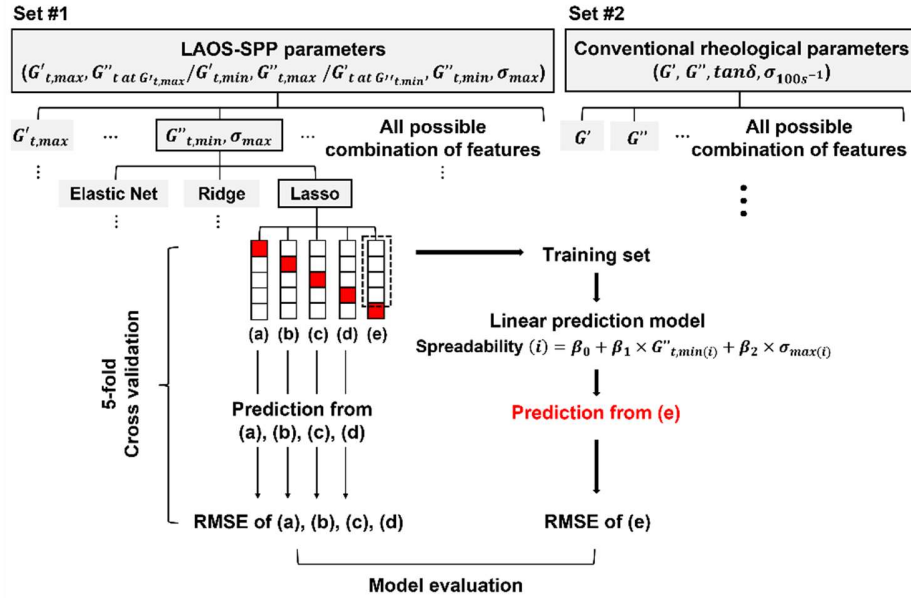 Set #1
Set #2
LAOS-SPP parameters
(G'ₜ,ₘₐₓ, G''ₜ ₐₜ G'ₜ,ₘₐₓ/G'ₜ,ₘᵢₙ, G''ₜ,ₘₐₓ /G'ₜ ₐₜ G''ₜ.ₘᵢₙ, G''ₜ,ₘᵢₙ, σₘₐₓ)
Conventional rheological parameters
(G', G'', tanδ, σ₁₀₀ₛ₋₁)
G'ₜ,ₘₐₓ
...
G''ₜ,ₘᵢₙ, σₘₐₓ
...
All possible
combination of features
G'
G''
...
All possible
combination of features
Elastic Net
Ridge
Lasso
5-fold
Cross validation
(a) (b) (c) (d) (e)
Training set
Linear prediction model
Spreadability (i) = β₀ + β₁ × G''ₜ,ₘᵢₙ(ᵢ) + β₂ × σₘₐₓ(ᵢ)
Prediction from
(a), (b), (c), (d)
Prediction from (e)
RMSE of (a), (b), (c), (d)
RMSE of (e)
Model evaluation